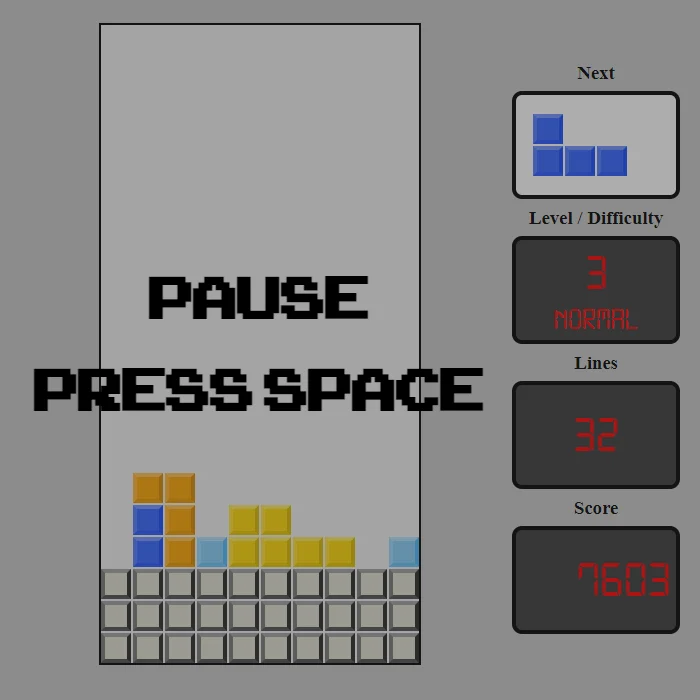 Next
PAUSE
PRESS SPACE
Level / Difficulty
3
NORMAL
Lines
32
Score
7603